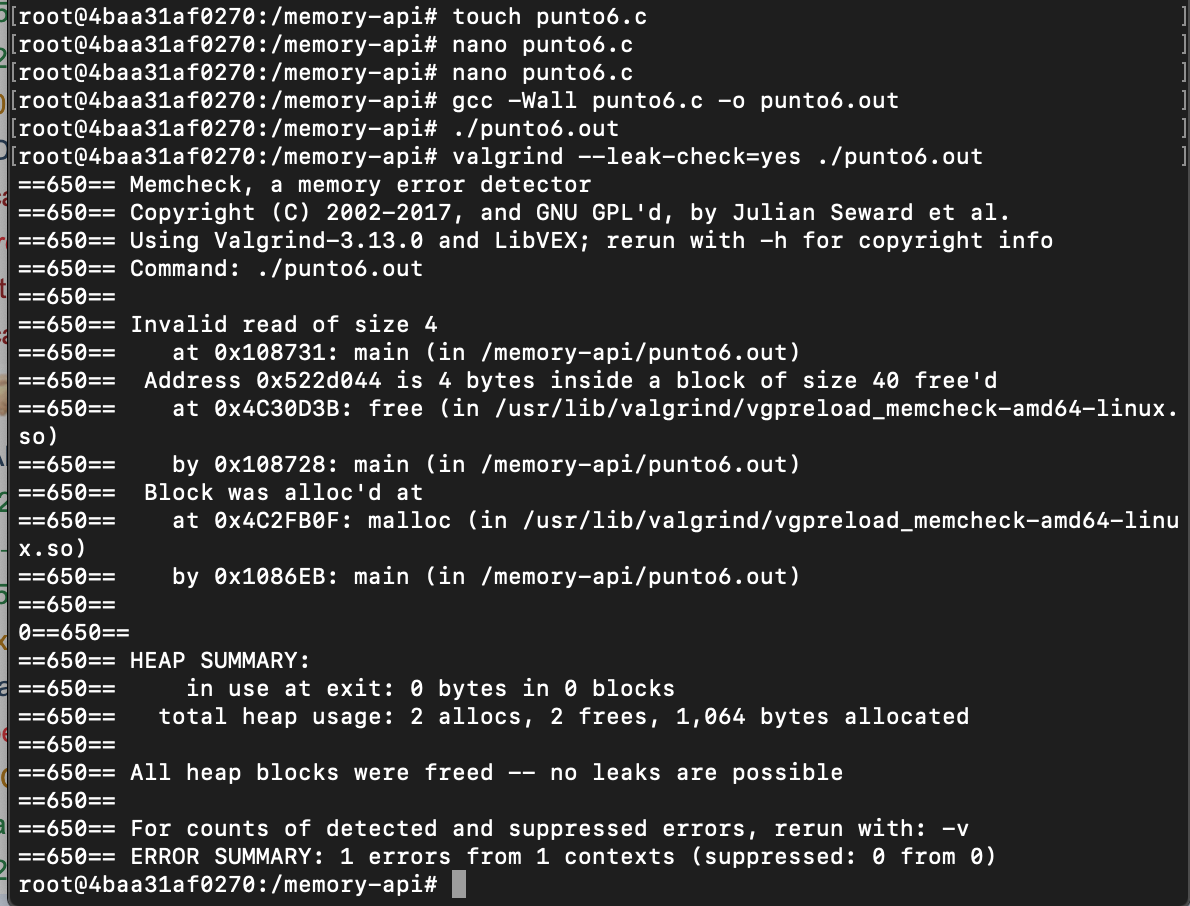 [root@4baa31af0270:/memory-api# touch punto6.c ]
[root@4baa31af0270:/memory-api# nano punto6.c ]
[root@4baa31af0270:/memory-api# nano punto6.c ]
[root@4baa31af0270:/memory-api# gcc -Wall punto6.c -o punto6.out ]
[root@4baa31af0270:/memory-api# ./punto6.out ]
[root@4baa31af0270:/memory-api# valgrind --leak-check=yes ./punto6.out ]
==650== Memcheck, a memory error detector
==650== Copyright (C) 2002-2017, and GNU GPL'd, by Julian Seward et al.
==650== Using Valgrind-3.13.0 and LibVEX; rerun with -h for copyright info
==650== Command: ./punto6.out
==650==
==650== Invalid read of size 4
==650==    at 0x108731: main (in /memory-api/punto6.out)
==650==  Address 0x522d044 is 4 bytes inside a block of size 40 free'd
==650==    at 0x4C30D3B: free (in /usr/lib/valgrind/vgpreload_memcheck-amd64-linux.
so)
==650==    by 0x108728: main (in /memory-api/punto6.out)
==650==  Block was alloc'd at
==650==    at 0x4C2FB0F: malloc (in /usr/lib/valgrind/vgpreload_memcheck-amd64-linu
x.so)
==650==    by 0x1086EB: main (in /memory-api/punto6.out)
==650==
0==650==
==650== HEAP SUMMARY:
==650==     in use at exit: 0 bytes in 0 blocks
==650==   total heap usage: 2 allocs, 2 frees, 1,064 bytes allocated
==650==
==650== All heap blocks were freed -- no leaks are possible
==650==
==650== For counts of detected and suppressed errors, rerun with: -v
==650== ERROR SUMMARY: 1 errors from 1 contexts (suppressed: 0 from 0)
root@4baa31af0270:/memory-api#